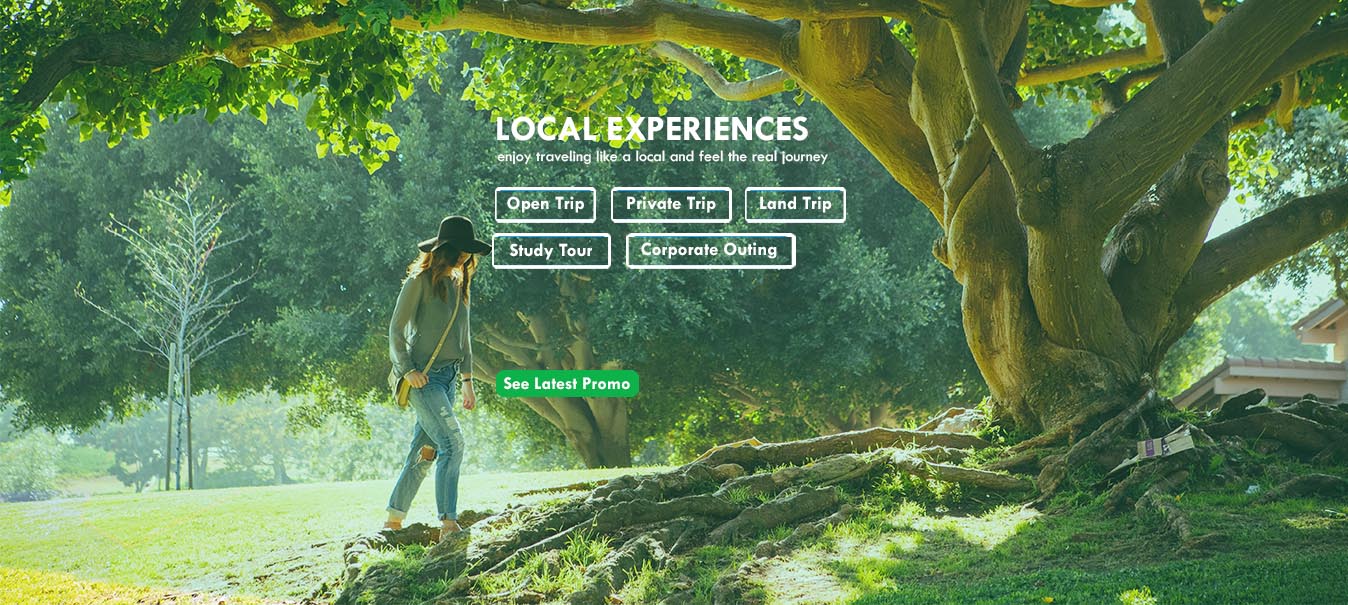 LOCAL EXPERIENCES
enjoy traveling like a local and feel the real journey
Open Trip
Private Trip
Land Trip
Study Tour
Corporate Outing
See Latest Promo